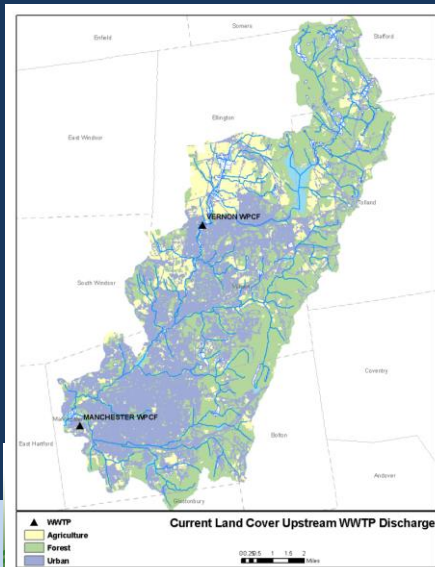 Enfield
Somers
Stafford
Ellington
East Windsor
Tolland
VERNON WPCF
South Windsor
Coventry
MANCHESTER WPCF
East Hartford
Bolton
Andover
Glastonbury
WWTP
Agriculture
Forest
Urban
Current Land Cover Upstream WWTP Discharge
Miles